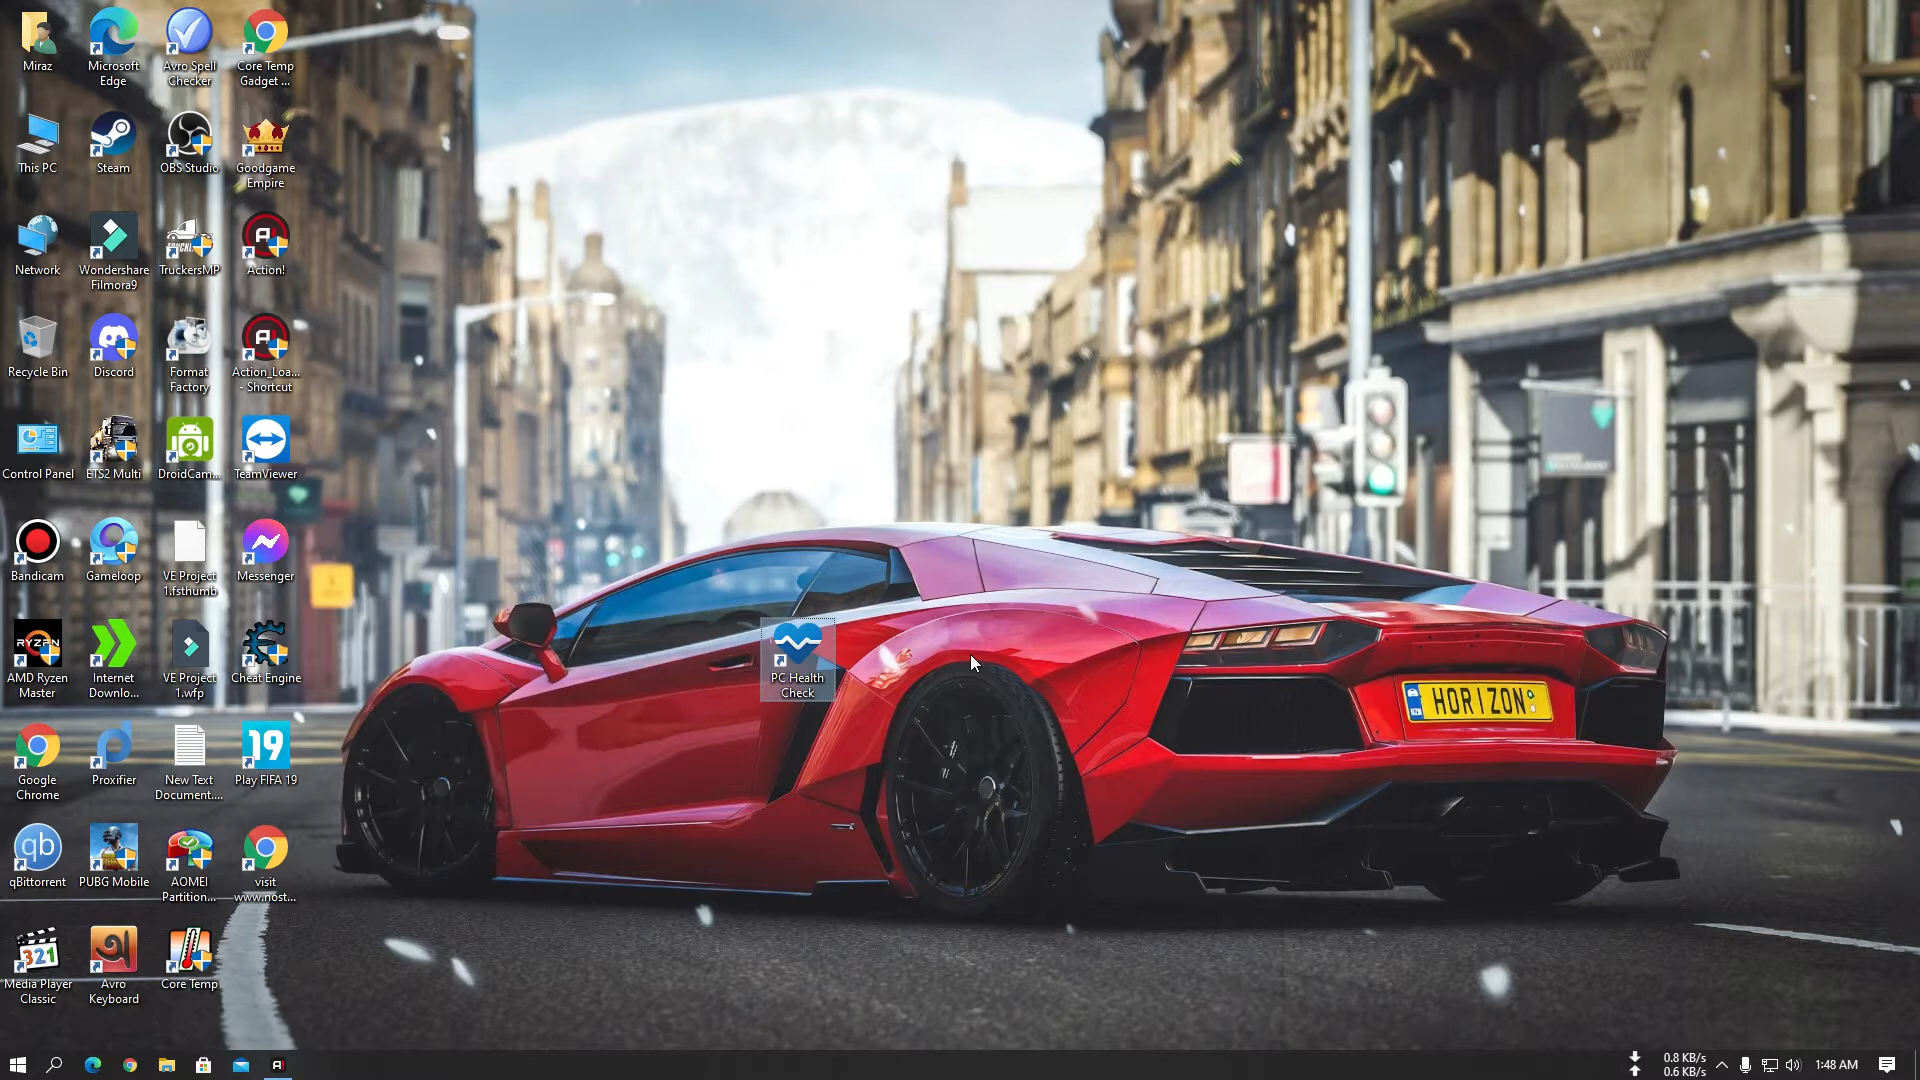 Miraz
Microsoft
Edge
Avro Spell
Checker
Core Temp
Gadget ...
This PC
Steam
OBS Studio
Goodgame
Empire
Network
Wondershare
Filmora9
TruckersMP
Action!
Recycle Bin
Discord
Format
Factory
Action_Loa...
- Shortcut
Control Panel
ETS2 Multi
DroidCam...
TeamViewer
Bandicam
Gameloop
VE Project
1.fsthumb
Messenger
RYZEN
AMD Ryzen
Master
Internet
Downlo...
VE Project
1.wfp
Cheat Engine
PC Health
Check
HORIZON
Google
Chrome
Proxifier
New Text
Document....
19
Play FIFA 19
qb
qBittorrent
PUBG Mobile
AOMEI
Partition...
visit
www.nost...
321
Media Player
Classic
অ
Avro
Keyboard
Core Temp
0.8 KB/s
0.6 KB/s
1:48 AM